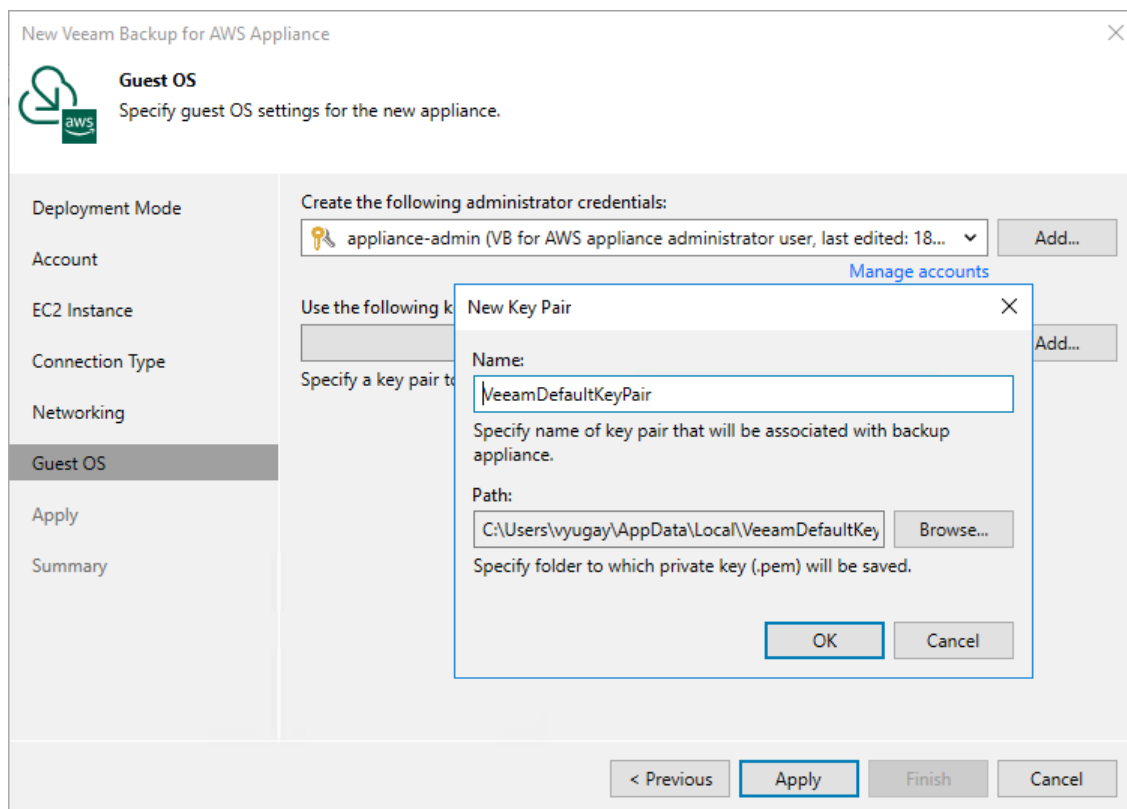 New Veeam Backup for AWS Appliance
Guest OS
Specify guest OS settings for the new appliance.
aws
Deployment Mode
Account
EC2 Instance
Connection Type
Networking
Guest OS
Apply
Summary
Create the following administrator credentials:
appliance-admin (VB for AWS appliance administrator user, last edited: 18...
Add...
Manage accounts
Use the following k
Add...
Specify a key pair to
New Key Pair
Name:
VeeamDefaultKeyPair
Specify name of key pair that will be associated with backup
appliance.
Path:
C:\Users\vyugay\AppData\Local\VeeamDefaultKey
Browse...
Specify folder to which private key (.pem) will be saved.
OK
Cancel
< Previous
Apply
Finish
Cancel